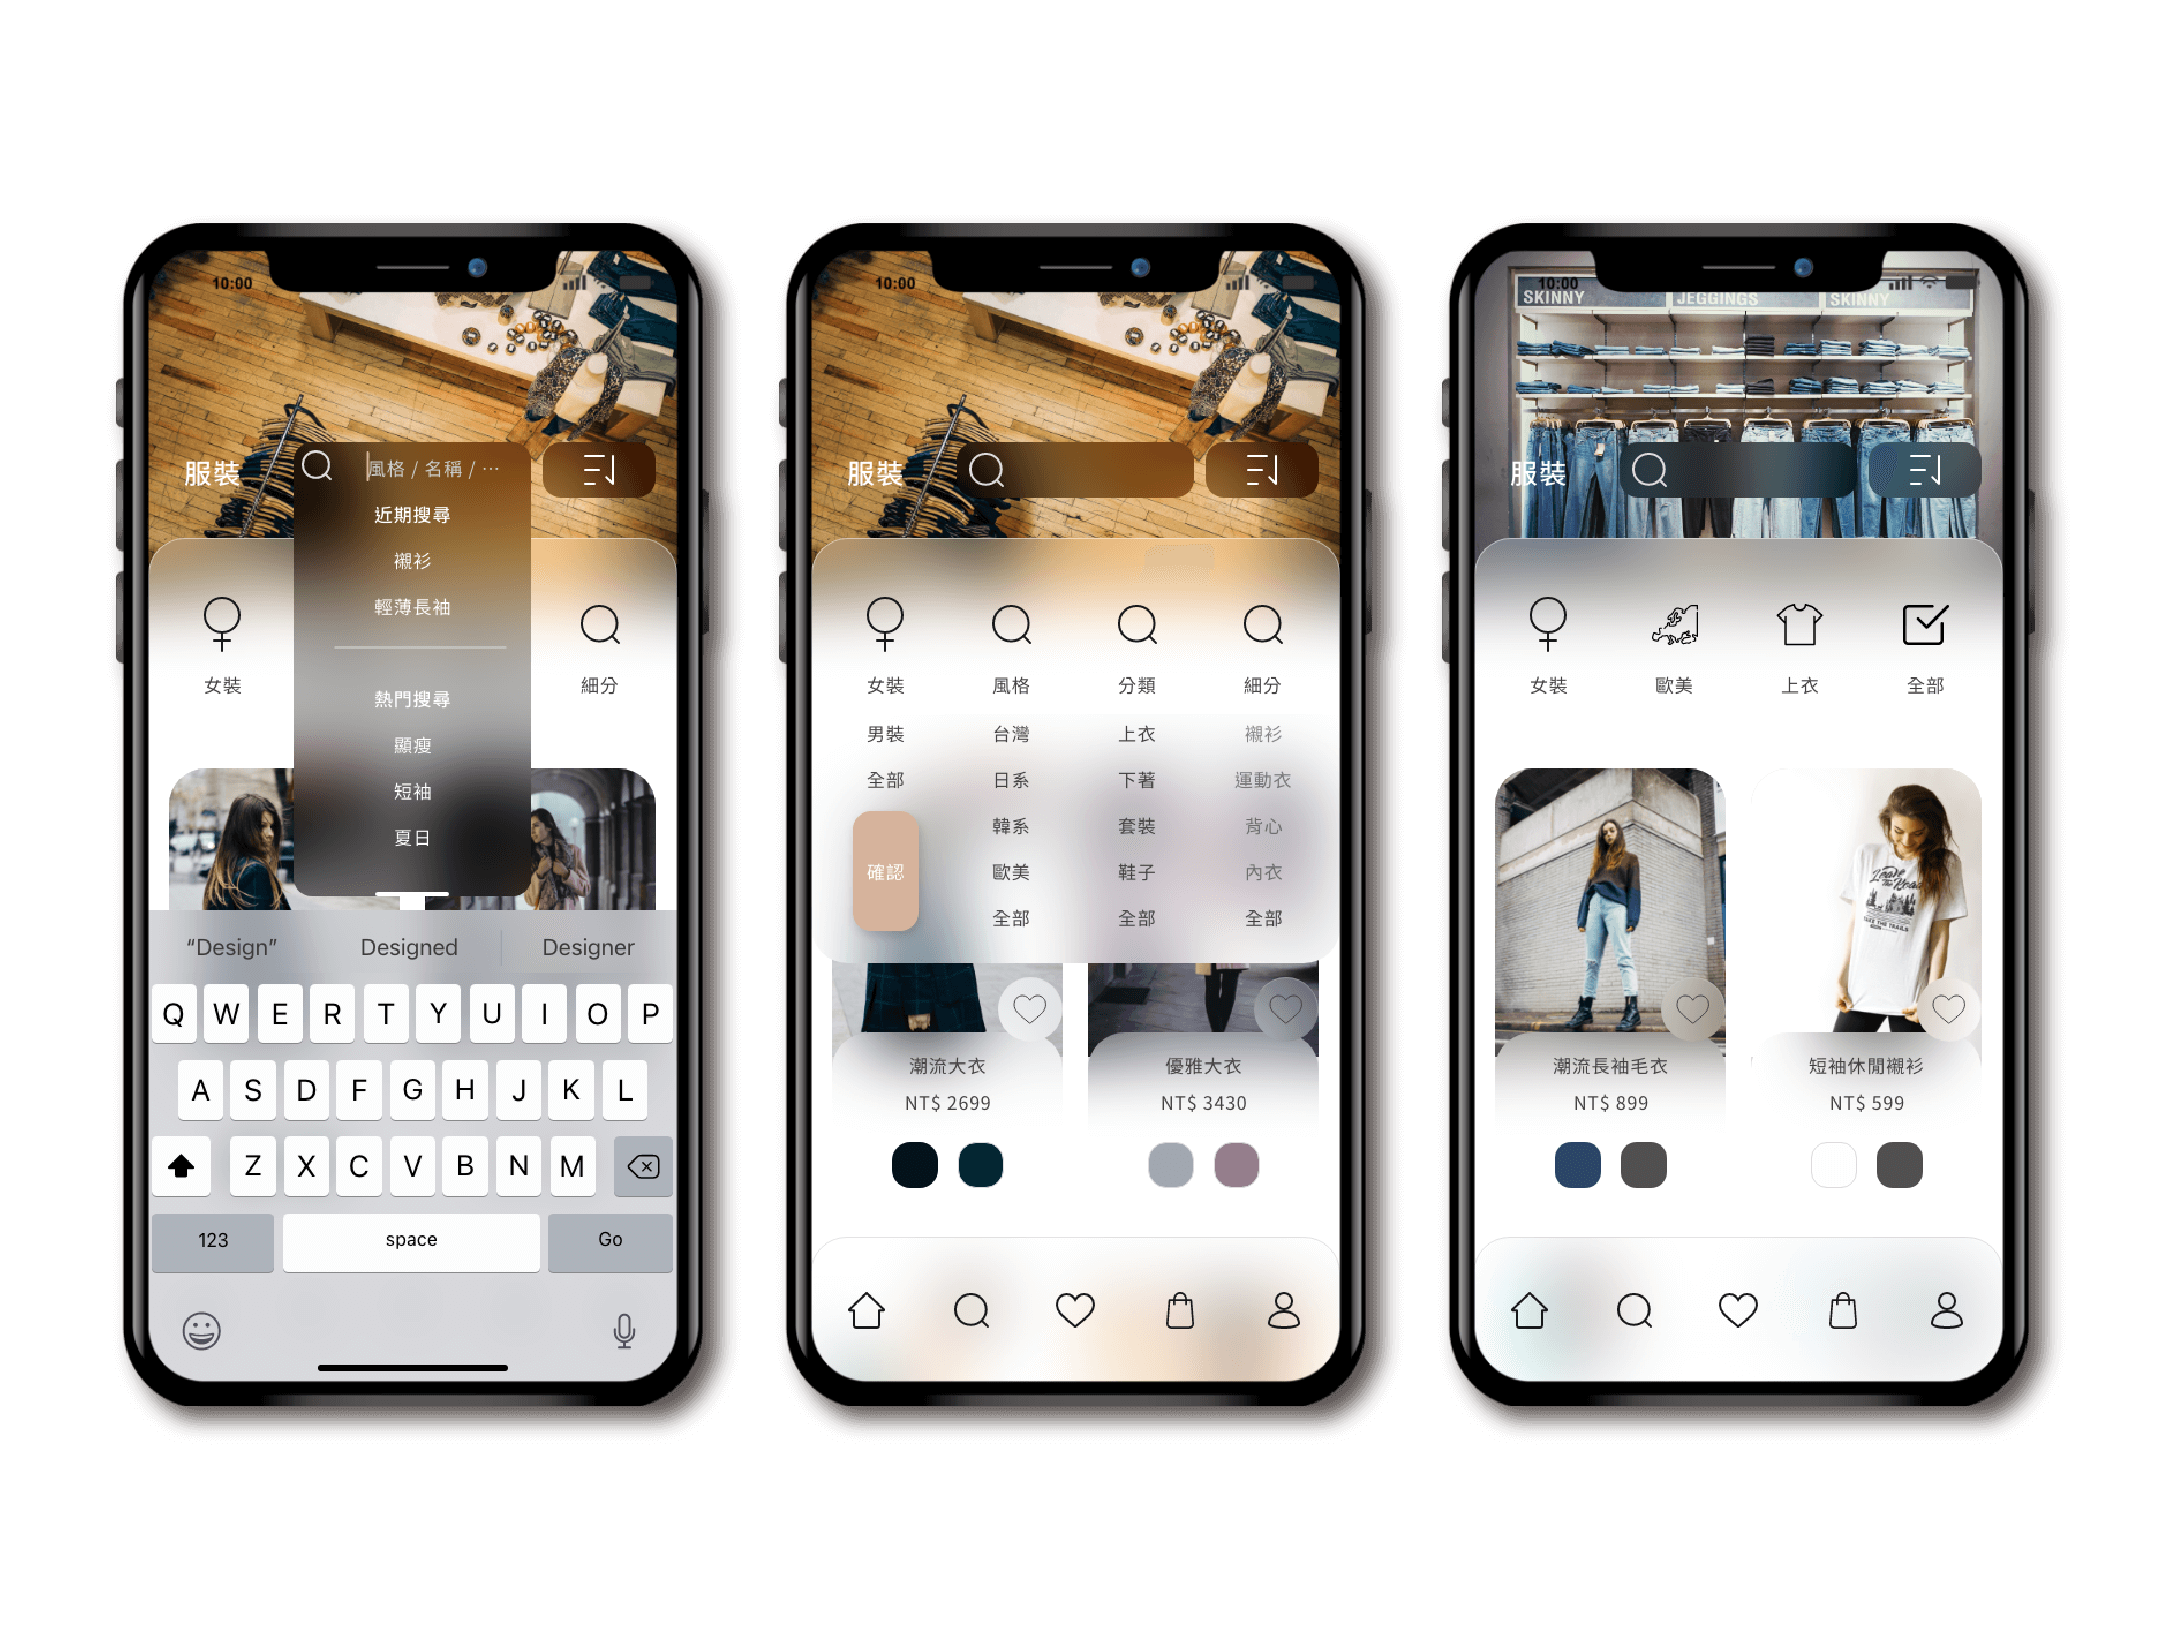 10:00
服裝
風格 / 名稱 / ···
近期搜尋
襯衫
輕薄長袖
熱門搜尋
顯瘦
短袖
夏日
女裝
細分
“Design”
Designed
Designer
Q W E R T Y U I O P
A S D F G H J K L
Z X C V B N M
123
space
Go
10:00
服裝
女裝 風格 分類 細分
男裝 台灣 上衣 襯衫
全部 日系 下著 運動衣
韓系 套裝 背心
確認 歐美 鞋子 內衣
全部 全部 全部
潮流大衣
NT$ 2699
優雅大衣
NT$ 3430
10:00
SKINNY
JEGGINGS
SKINNY
服裝
女裝 歐美 上衣 全部
潮流長袖毛衣
NT$ 899
短袖休閒襯衫
NT$ 599